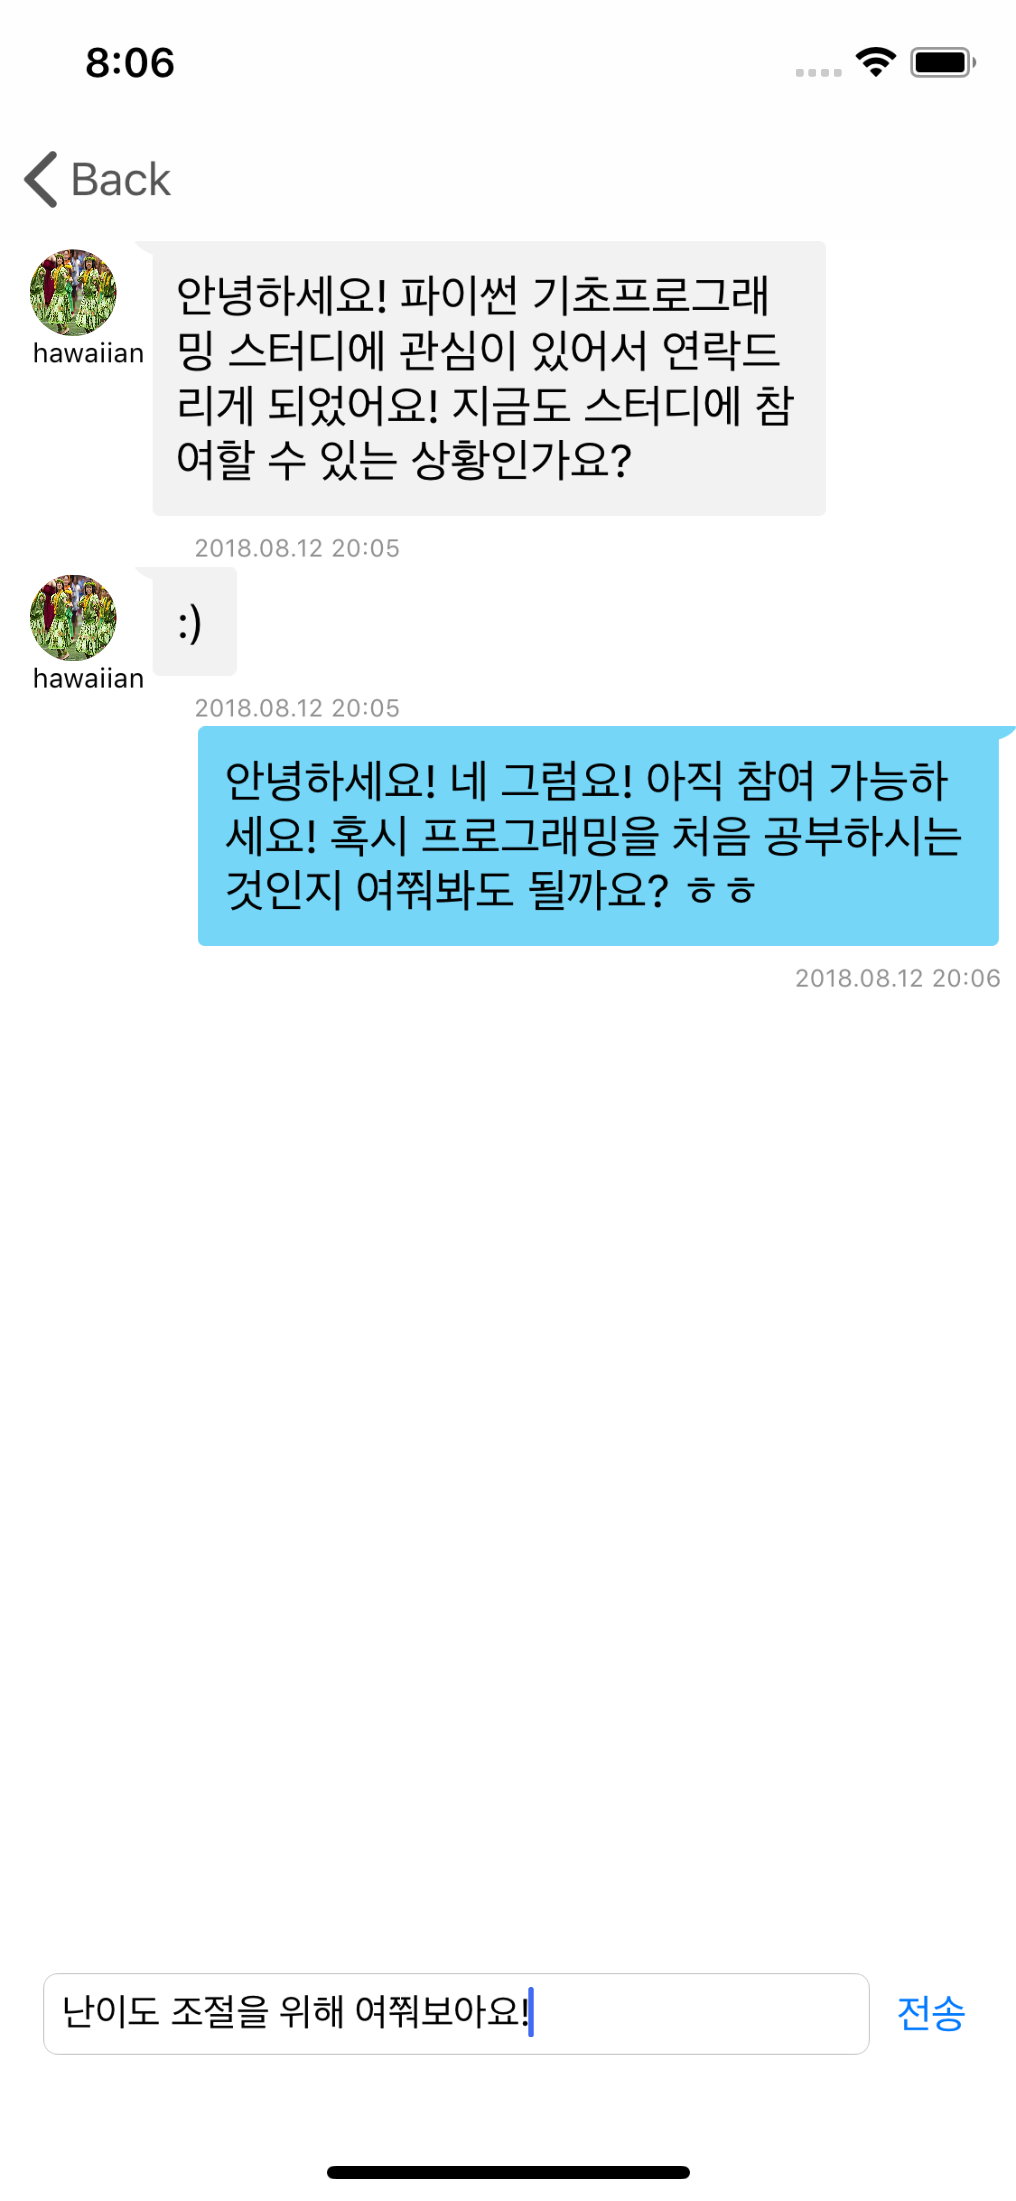 8:06
Back
안녕하세요! 파이썬 기초프로그래
밍 스터디에 관심이 있어서 연락드
리게 되었어요! 지금도 스터디에 참
여할 수 있는 상황인가요?
hawaiian
2018.08.12 20:05
:)
hawaiian
2018.08.12 20:05
안녕하세요! 네 그럼요! 아직 참여 가능하
세요! 혹시 프로그래밍을 처음 공부하시는
것인지 여쭤봐도 될까요? ㅎㅎ
2018.08.12 20:06
난이도 조절을 위해 여쭤보아요!
전송